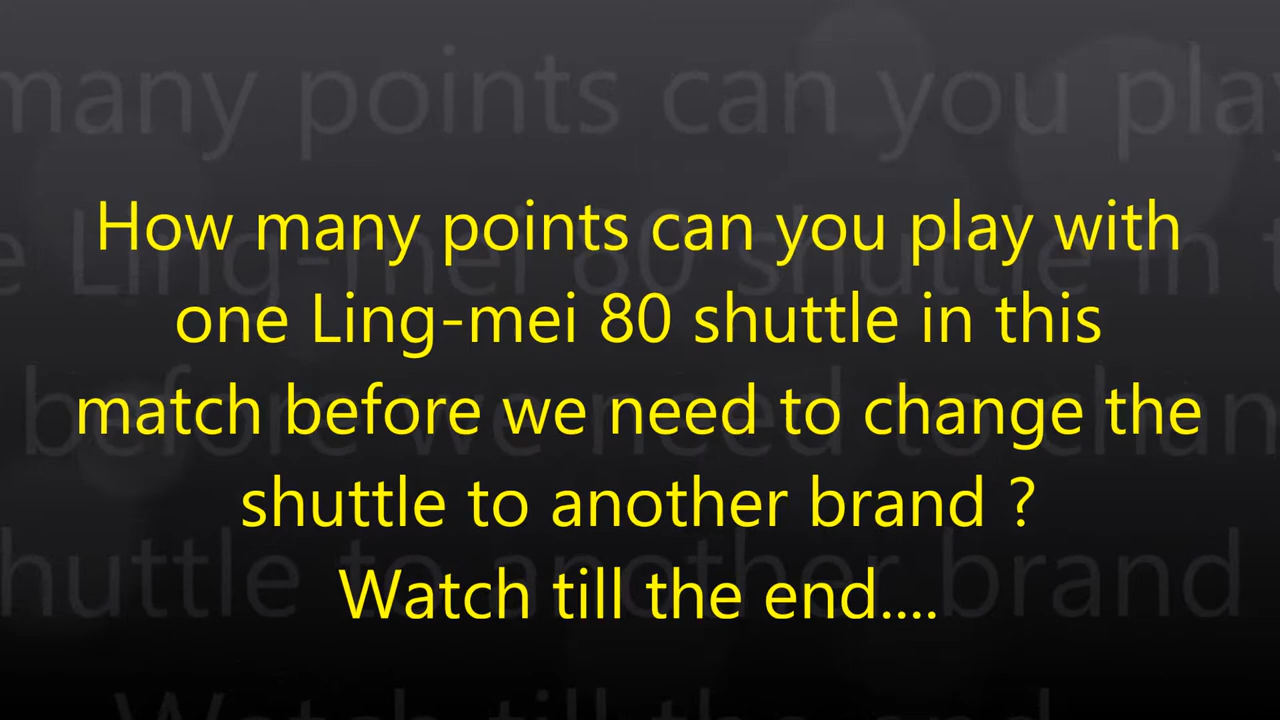 How many points can you play with
one Ling-mei 80 shuttle in this
match before we need to change the
shuttle to another brand ?
Watch till the end....